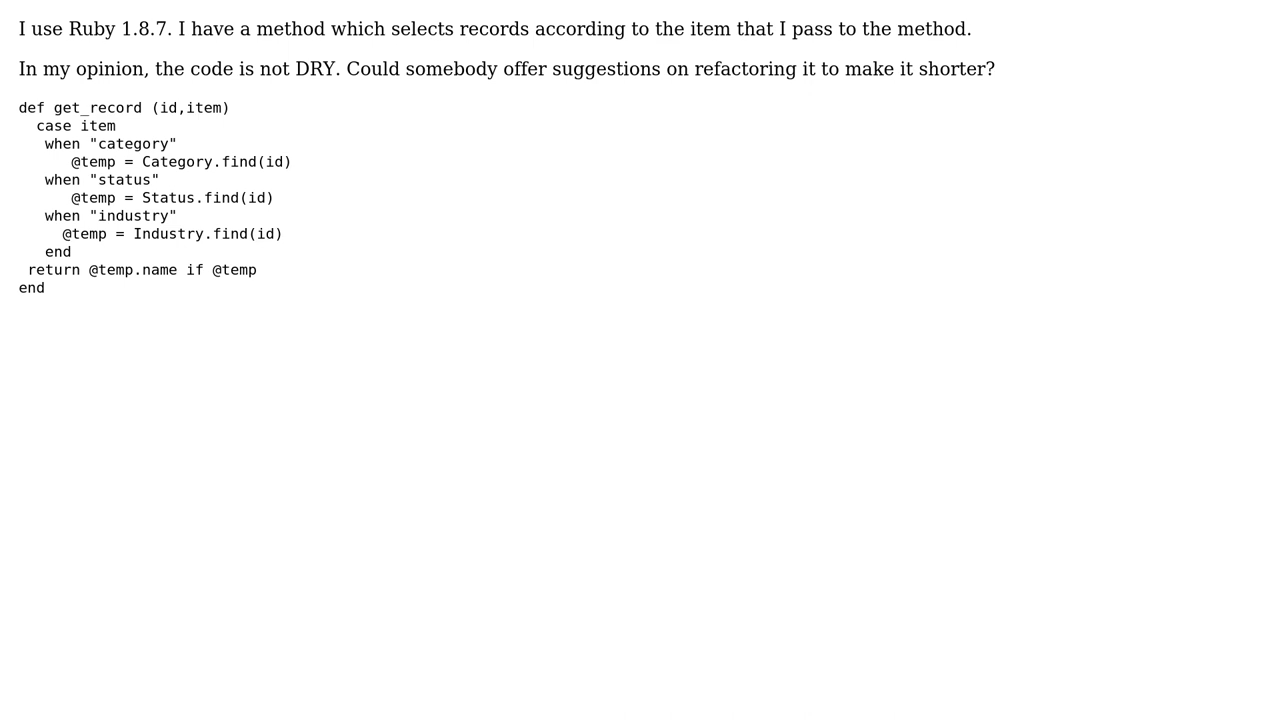 I use Ruby 1.8.7. I have a method which selects records according to the item that I pass to the method.
In my opinion, the code is not DRY. Could somebody offer suggestions on refactoring it to make it shorter?
def get_record (id,item)
  case item
   when "category"
      @temp = Category.find(id)
   when "status"
      @temp = Status.find(id)
   when "industry"
     @temp = Industry.find(id)
   end
 return @temp.name if @temp
end